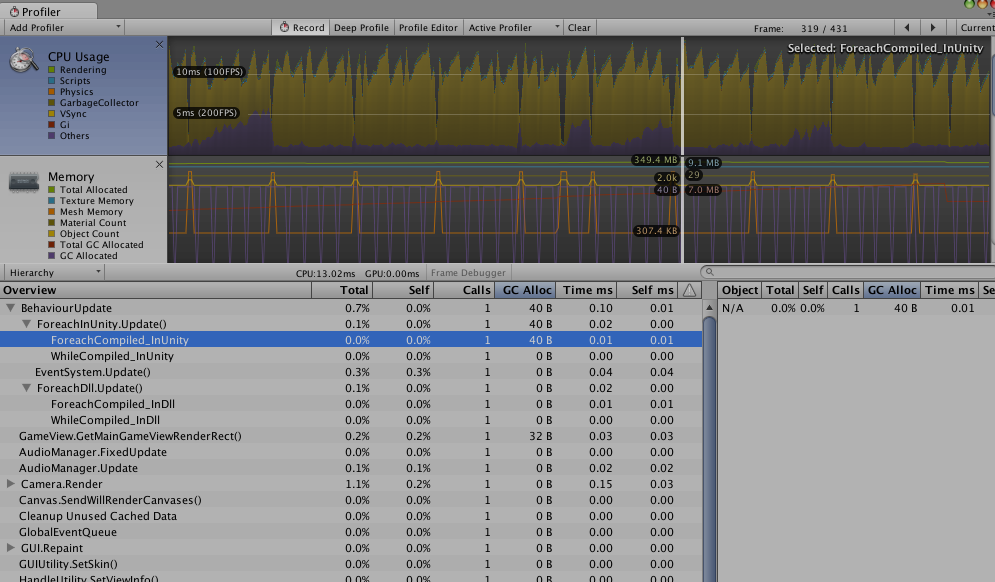 Profiler
Add Profiler Record Deep Profile Profile Editor Active Profiler Clear Frame: 319 / 431 Current
CPU Usage
Rendering
Scripts
Physics
GarbageCollector
VSync
Gi
Others
Selected: ForeachCompiled_InUnity
10ms (100FPS)
5ms (200FPS)
Memory
Total Allocated
Texture Memory
Mesh Memory
Material Count
Object Count
Total GC Allocated
GC Allocated
349.4 MB 9.1 MB
2.0k 29
40 B 7.0 MB
307.4 KB
Hierarchy CPU:13.02ms GPU:0.00ms Frame Debugger
Overview Total Self Calls GC Alloc Time ms Self ms
BehaviourUpdate 0.7% 0.0% 1 40 B 0.10 0.01
ForeachInUnity.Update() 0.1% 0.0% 1 40 B 0.02 0.00
ForeachCompiled_InUnity 0.0% 0.0% 1 40 B 0.01 0.01
WhileCompiled_InUnity 0.0% 0.0% 1 0 B 0.00 0.00
EventSystem.Update() 0.3% 0.3% 1 0 B 0.04 0.04
ForeachDll.Update() 0.1% 0.0% 1 0 B 0.02 0.00
ForeachCompiled_InDll 0.0% 0.0% 1 0 B 0.01 0.01
WhileCompiled_InDll 0.0% 0.0% 1 0 B 0.00 0.00
GameView.GetMainGameViewRenderRect() 0.2% 0.2% 1 32 B 0.03 0.03
AudioManager.FixedUpdate 0.0% 0.0% 1 0 B 0.00 0.00
AudioManager.Update 0.1% 0.1% 1 0 B 0.02 0.02
Camera.Render 1.1% 0.2% 1 0 B 0.15 0.03
Canvas.SendWillRenderCanvases() 0.0% 0.0% 1 0 B 0.00 0.00
Cleanup Unused Cached Data 0.0% 0.0% 1 0 B 0.00 0.00
GlobalEventQueue 0.0% 0.0% 1 0 B 0.00 0.00
GUI.Repaint 0.0% 0.0% 1 0 B 0.00 0.00
GUIUtility.SetSkin() 0.0% 0.0% 1 0 B 0.00 0.00
HandleUtility.SetViewInfo() 0.0% 0.0% 1 0 B 0.00 0.00
Object Total Self Calls GC Alloc Time ms Se
N/A 0.0% 0.0% 1 40 B 0.01